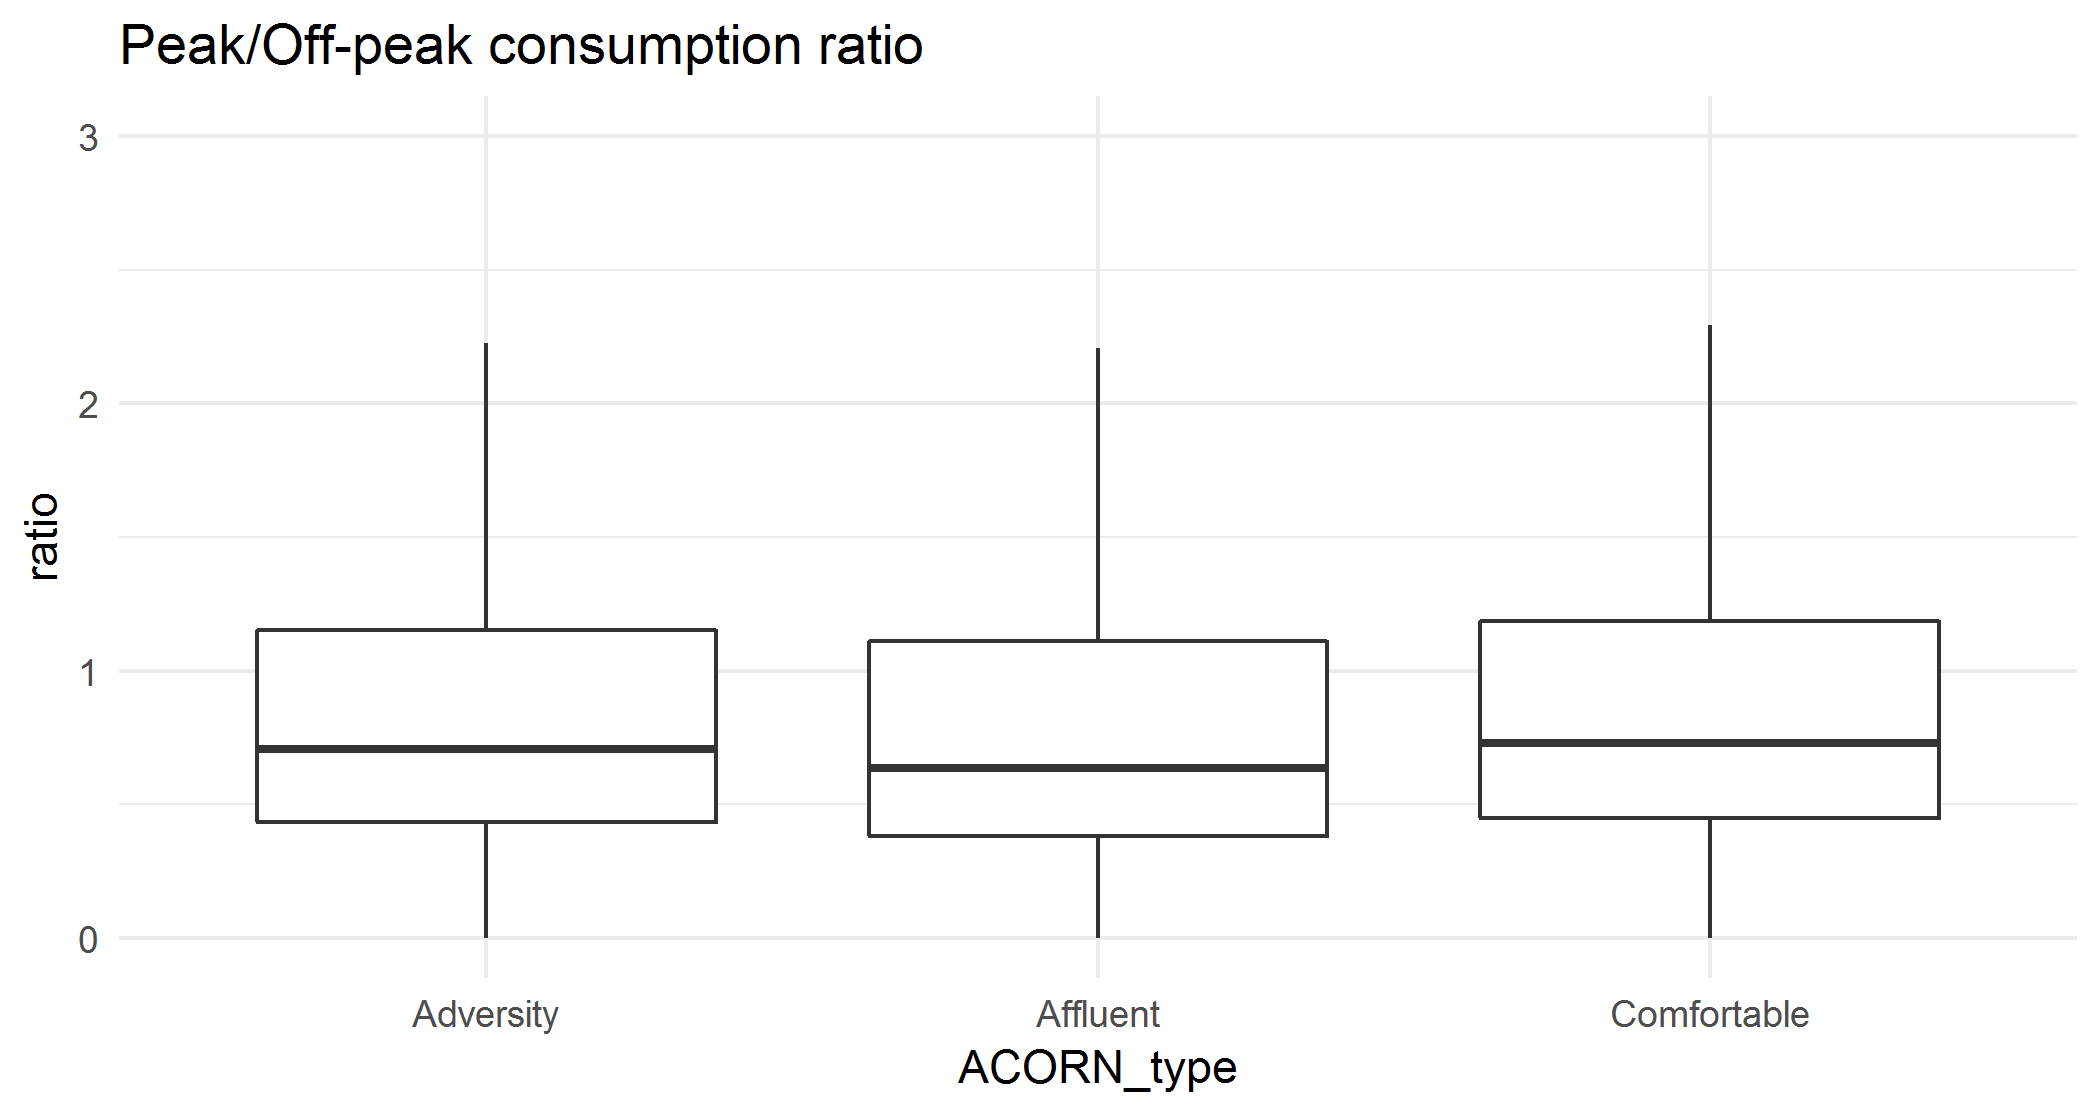 Peak/Off-peak consumption ratio
3
2
1
0
ratio
Adversity Affluent Comfortable
ACORN_type